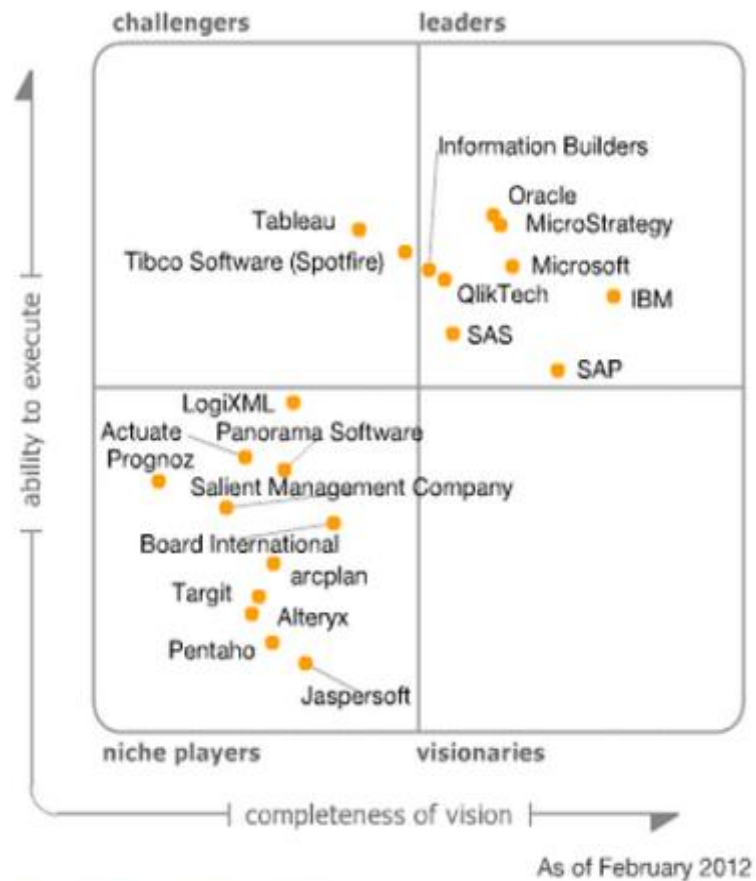 challengers
leaders
Information Builders
Oracle
Tableau
MicroStrategy
Tibco Software (Spotfire)
Microsoft
QlikTech
IBM
SAS
SAP
ability to execute
LogiXML
Actuate
Panorama Software
Prognoz
Salient Management Company
Board International
arcplan
Targit
Alteryx
Pentaho
Jaspersoft
niche players
visionaries
completeness of vision
As of February 2012